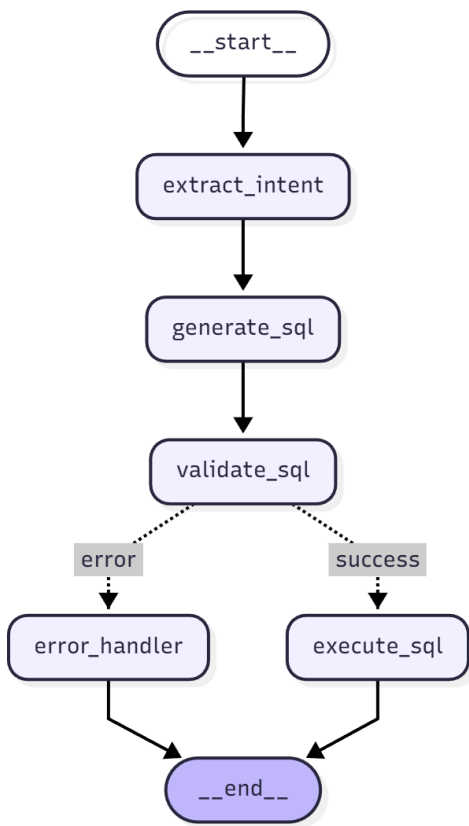 __start__
extract_intent
generate_sql
validate_sql
error
success
error_handler
execute_sql
__end__